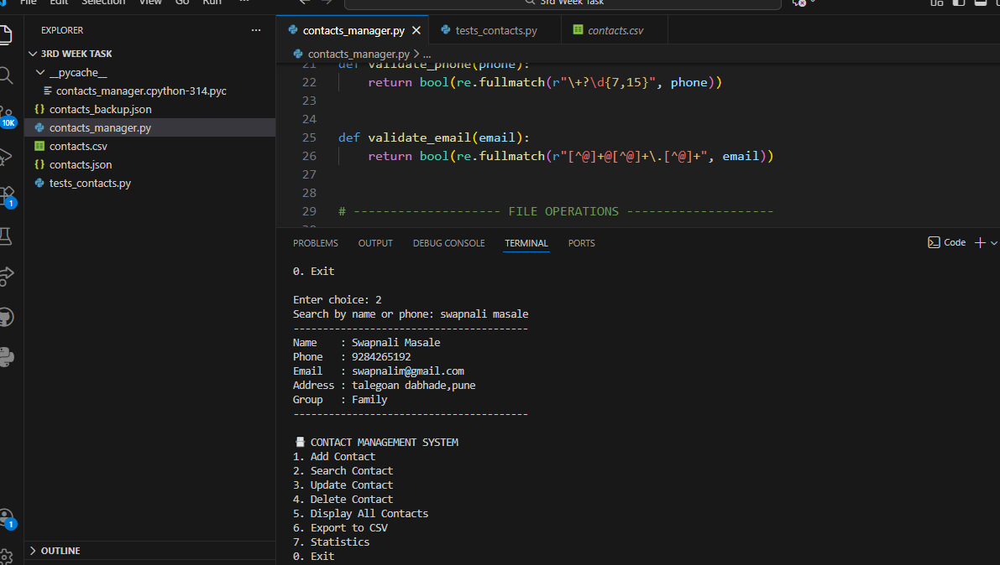 File Edit Selection View Go Run ...
3rd Week Task
EXPLORER ...
3RD WEEK TASK
__pycache__
contacts_manager.cpython-314.pyc
{} contacts_backup.json
contacts_manager.py
contacts.csv
{} contacts.json
tests_contacts.py
OUTLINE
10K
1
1
contacts_manager.py
tests_contacts.py
contacts.csv
contacts_manager.py > ...
21 def validate_phone(phone):
22 return bool(re.fullmatch(r"\+?\d{7,15}", phone))
23
24
25 def validate_email(email):
26 return bool(re.fullmatch(r"[^@]+@[^@]+\.[^@]+", email))
27
28
29 # -------------------- FILE OPERATIONS --------------------
30
PROBLEMS OUTPUT DEBUG CONSOLE TERMINAL PORTS
Code
0. Exit
Enter choice: 2
Search by name or phone: swapnali masale
----------------------------------------
Name : Swapnali Masale
Phone : 9284265192
Email : swapnalim@gmail.com
Address : talegoan dabhade,pune
Group : Family
----------------------------------------
CONTACT MANAGEMENT SYSTEM
1. Add Contact
2. Search Contact
3. Update Contact
4. Delete Contact
5. Display All Contacts
6. Export to CSV
7. Statistics
0. Exit